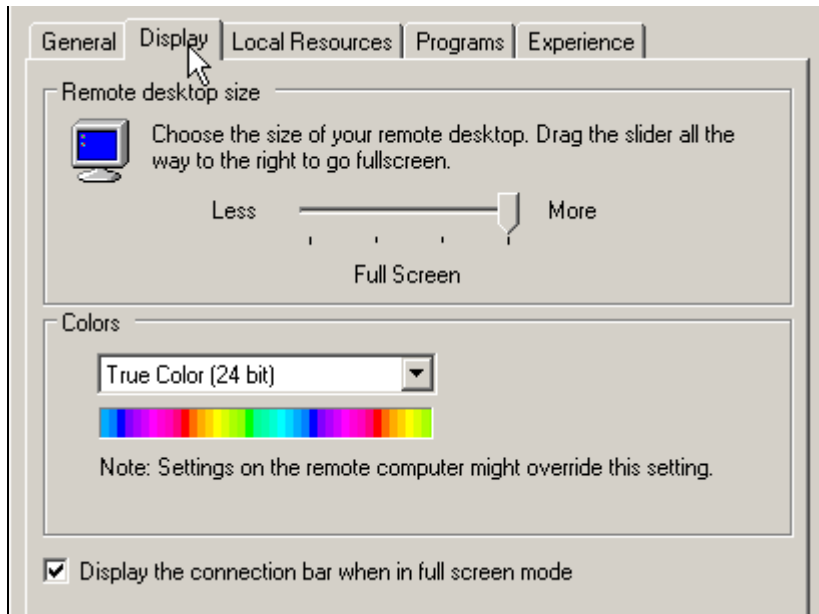 General Display Local Resources Programs Experience
Remote desktop size
Choose the size of your remote desktop. Drag the slider all the
way to the right to go fullscreen.
Less More
Full Screen
Colors
True Color (24 bit)
Note: Settings on the remote computer might override this setting.
Display the connection bar when in full screen mode